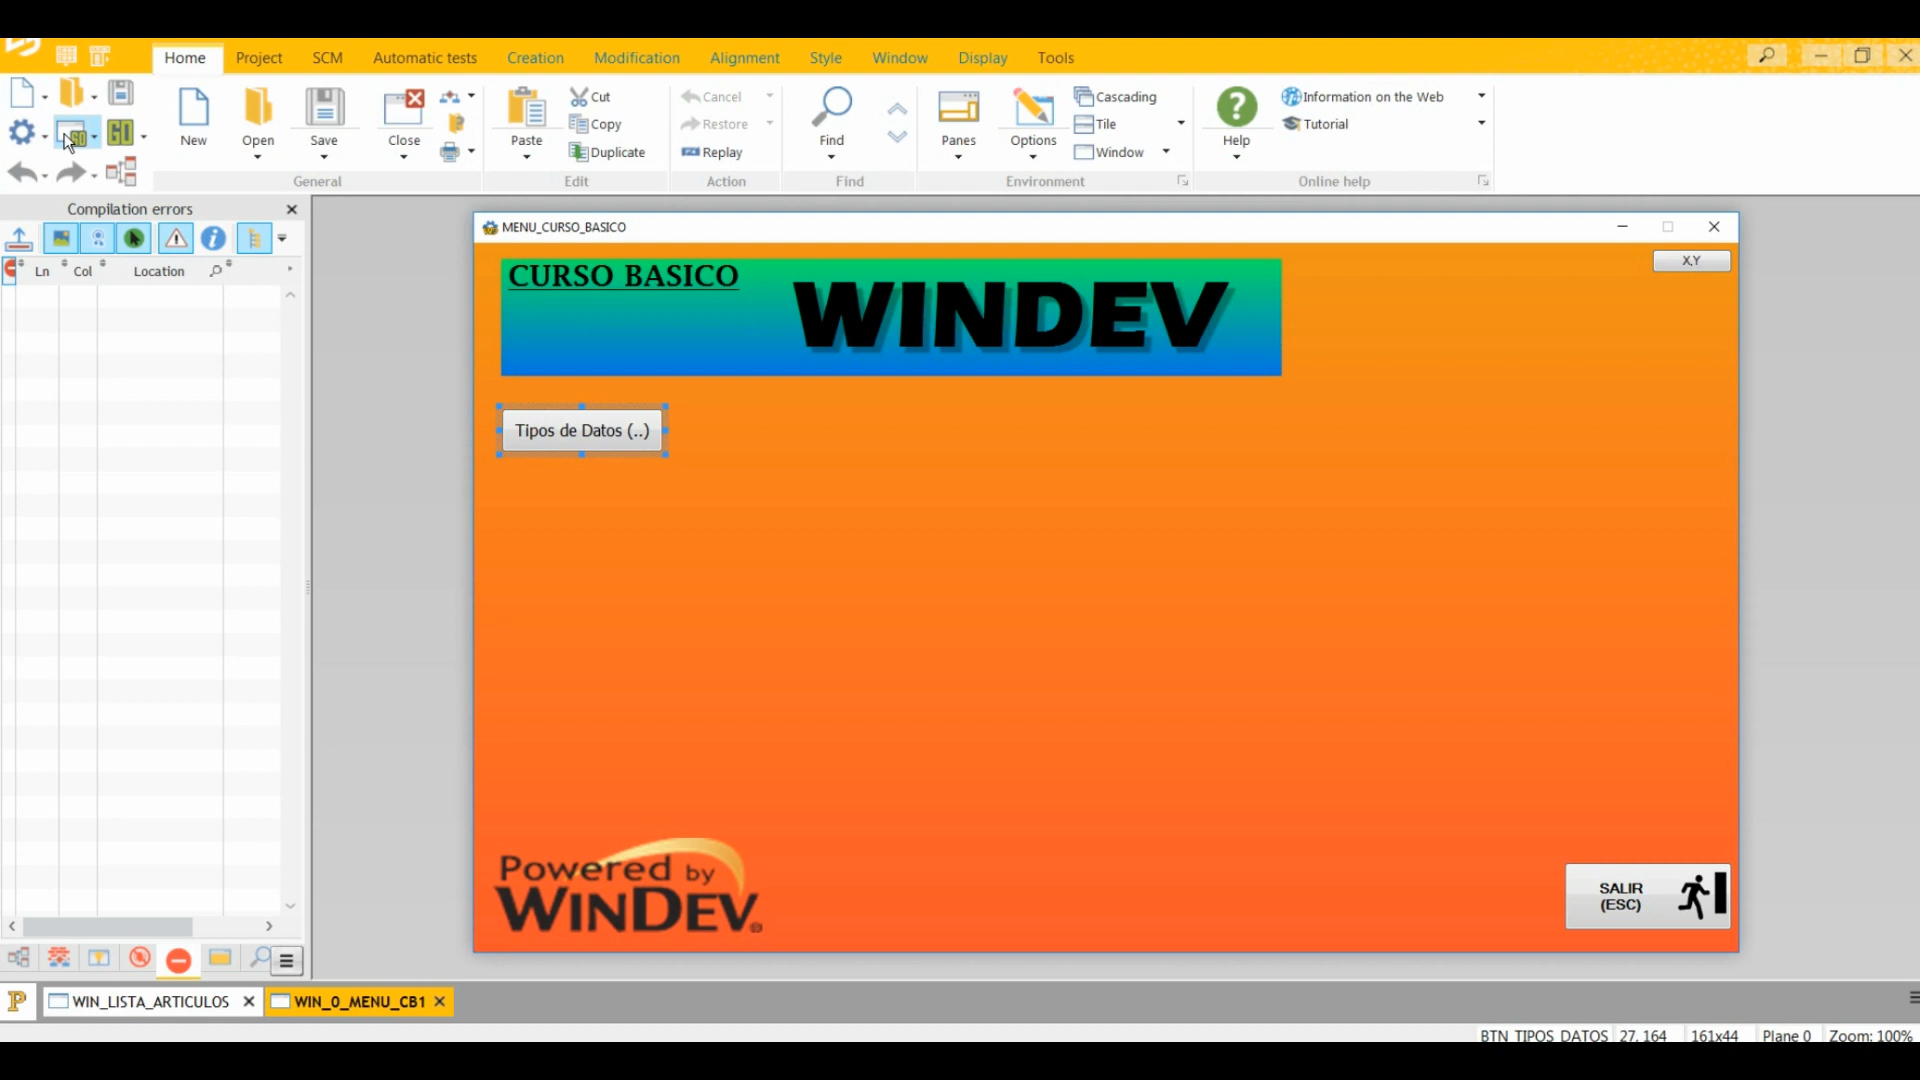 Home Project SCM Automatic tests Creation Modification Alignment Style Window Display Tools
GO
GO
New
Open
Save
Close
General
Paste
Cut
Copy
Duplicate
Edit
Cancel
Restore
Replay
Action
Find
Find
Panes
Options
Cascading
Tile
Window
Environment
Help
Information on the Web
Tutorial
Online help
Compilation errors
Ln Col Location
MENU_CURSO_BASICO
X,Y
CURSO BASICO
WINDEV
Tipos de Datos (..)
Powered by
WINDEV®
SALIR
(ESC)
WIN_LISTA_ARTICULOS
WIN_0_MENU_CB1
BTN_TIPOS_DATOS 27, 164 161x44 Plane 0 Zoom: 100%